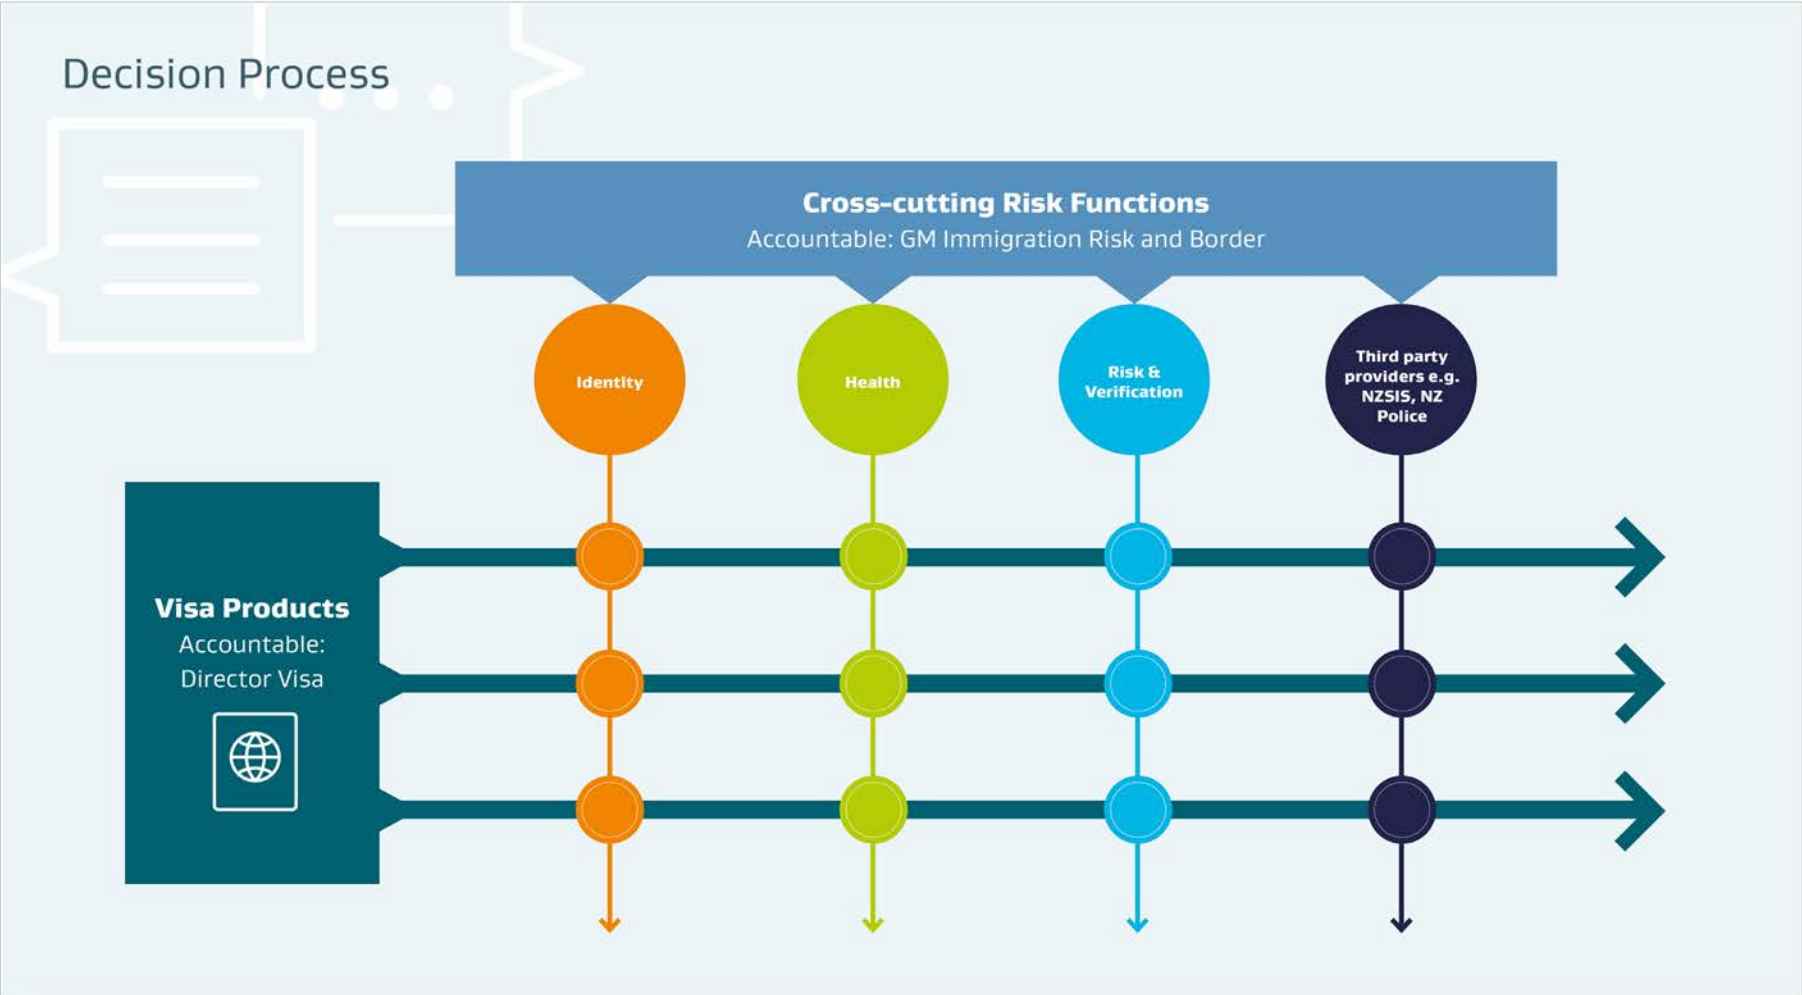 Decision Process
Cross-cutting Risk Functions
Accountable: GM Immigration Risk and Border
Identity
Health
Risk &
Verification
Third party
providers e.g.
NZSIS, NZ
Police
Visa Products
Accountable:
Director Visa